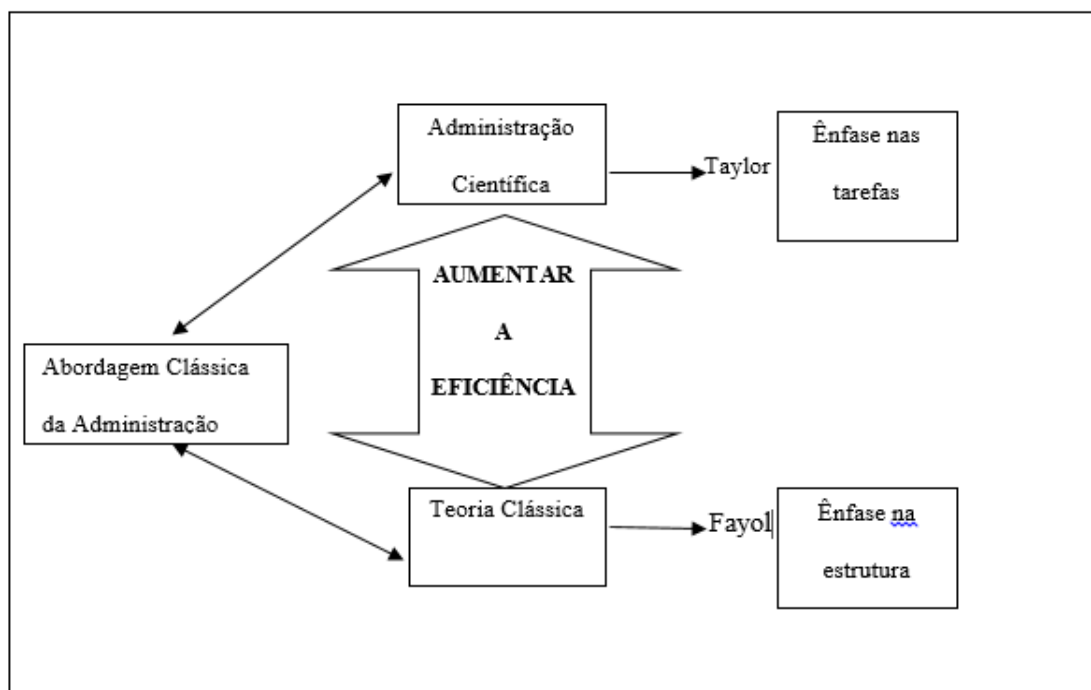 Administração
Científica
Taylor
Ênfase nas
tarefas
AUMENTAR
A
EFICIÊNCIA
Abordagem Clássica
da Administração
Teoria Clássica
Fayol
Ênfase na
estrutura